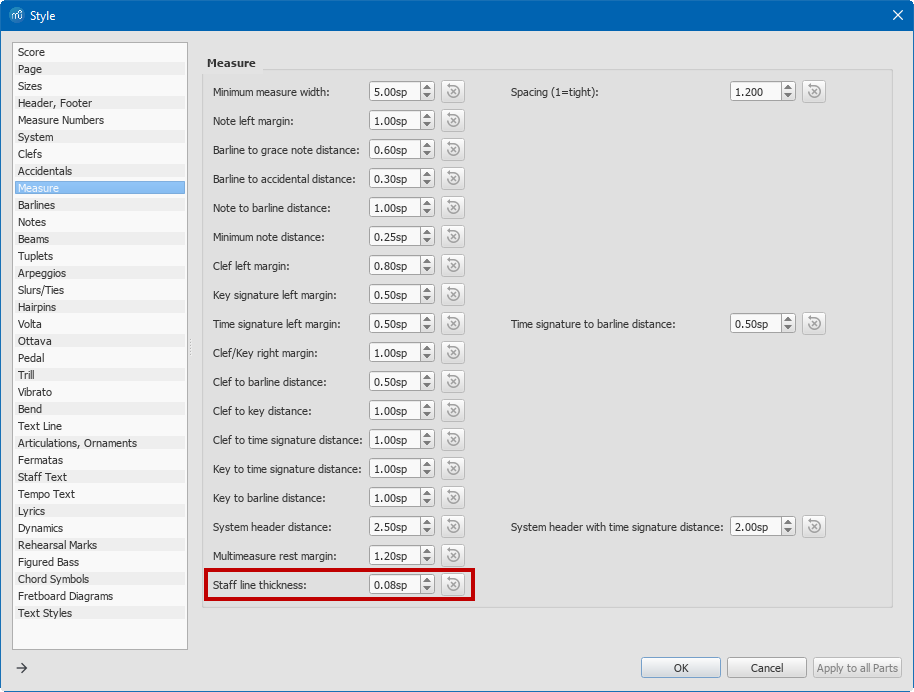 Style
Score
Page
Sizes
Header, Footer
Measure Numbers
System
Clefs
Accidentals
Measure
Barlines
Notes
Beams
Tuplets
Arpeggios
Slurs/Ties
Hairpins
Volta
Ottava
Pedal
Trill
Vibrato
Bend
Text Line
Articulations, Ornaments
Fermatas
Staff Text
Tempo Text
Lyrics
Dynamics
Rehearsal Marks
Figured Bass
Chord Symbols
Fretboard Diagrams
Text Styles
Measure
Minimum measure width: 5.00sp Spacing (1=tight): 1.200
Note left margin: 1.00sp
Barline to grace note distance: 0.60sp
Barline to accidental distance: 0.30sp
Note to barline distance: 1.00sp
Minimum note distance: 0.25sp
Clef left margin: 0.80sp
Key signature left margin: 0.50sp
Time signature left margin: 0.50sp Time signature to barline distance: 0.50sp
Clef/Key right margin: 1.00sp
Clef to barline distance: 0.50sp
Clef to key distance: 1.00sp
Clef to time signature distance: 1.00sp
Key to time signature distance: 1.00sp
Key to barline distance: 1.00sp
System header distance: 2.50sp System header with time signature distance: 2.00sp
Multimeasure rest margin: 1.20sp
Staff line thickness: 0.08sp
OK Cancel Apply to all Parts